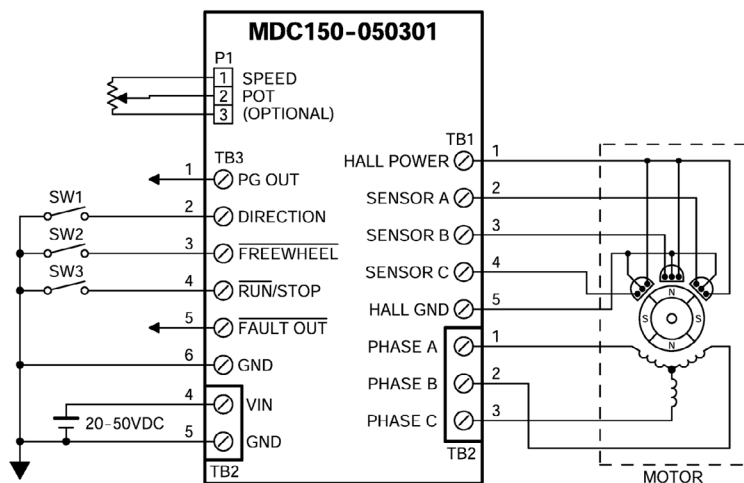 MDC150-050301
P1
1 SPEED
2 POT
3 (OPTIONAL)
TB3
1 PG OUT
SW1
2 DIRECTION
SW2
3 FREEWHEEL
SW3
4 RUN/STOP
5 FAULT OUT
6 GND
4 VIN
20-50VDC
5 GND
TB2
TB1
HALL POWER 1
SENSOR A 2
SENSOR B 3
SENSOR C 4
HALL GND 5
PHASE A 1
PHASE B 2
PHASE C 3
TB2
N
S S
N
MOTOR